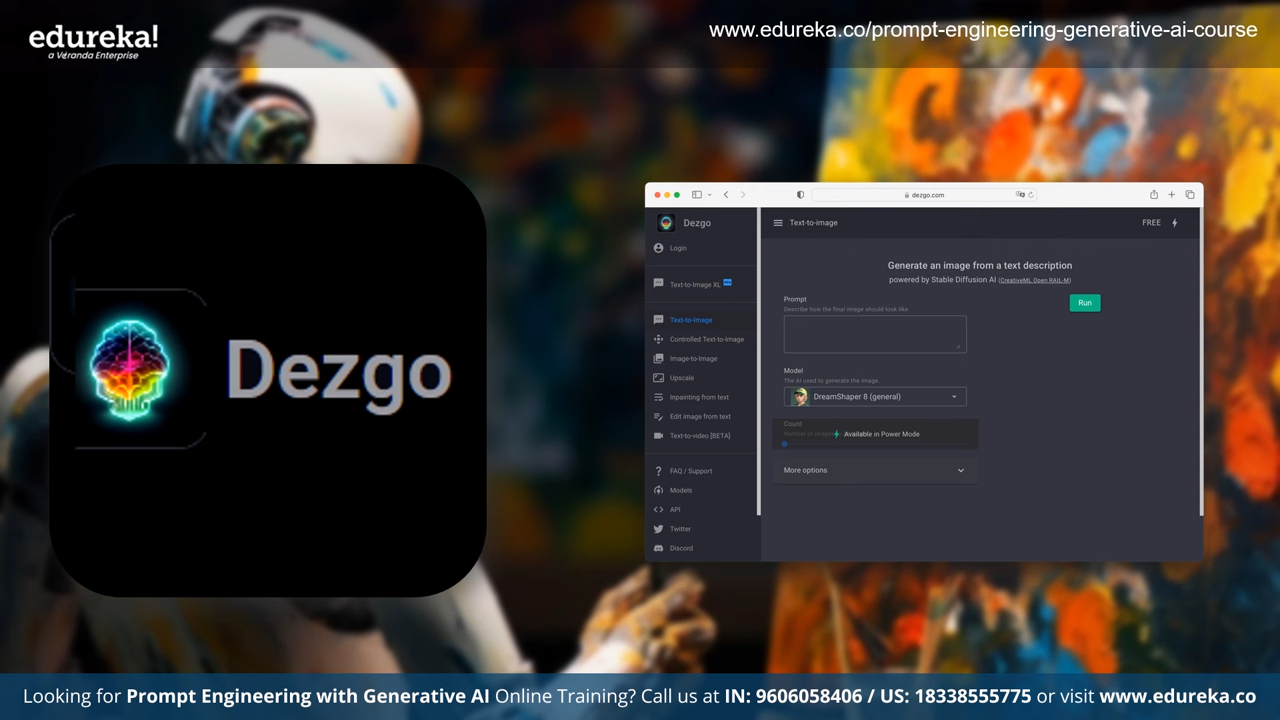 edureka!
a Veranda Enterprise
www.edureka.co/prompt-engineering-generative-ai-course
Dezgo
dezgo.com
Dezgo
Login
Text-to-Image XL
Text-to-Image
Controlled Text-to-Image
Image-to-Image
Upscale
Inpainting from text
Edit image from text
Text-to-video [BETA]
FAQ / Support
Models
API
Twitter
Discord
Text-to-image
FREE
Generate an image from a text description
powered by Stable Diffusion AI (CreativeML Open RAIL-M)
Prompt
Describe how the final image should look like
Run
Model
The AI used to generate the image.
DreamShaper 8 (general)
Count
Number of images
Available in Power Mode
More options
Looking for Prompt Engineering with Generative AI Online Training? Call us at IN: 9606058406 / US: 18338555775 or visit www.edureka.co